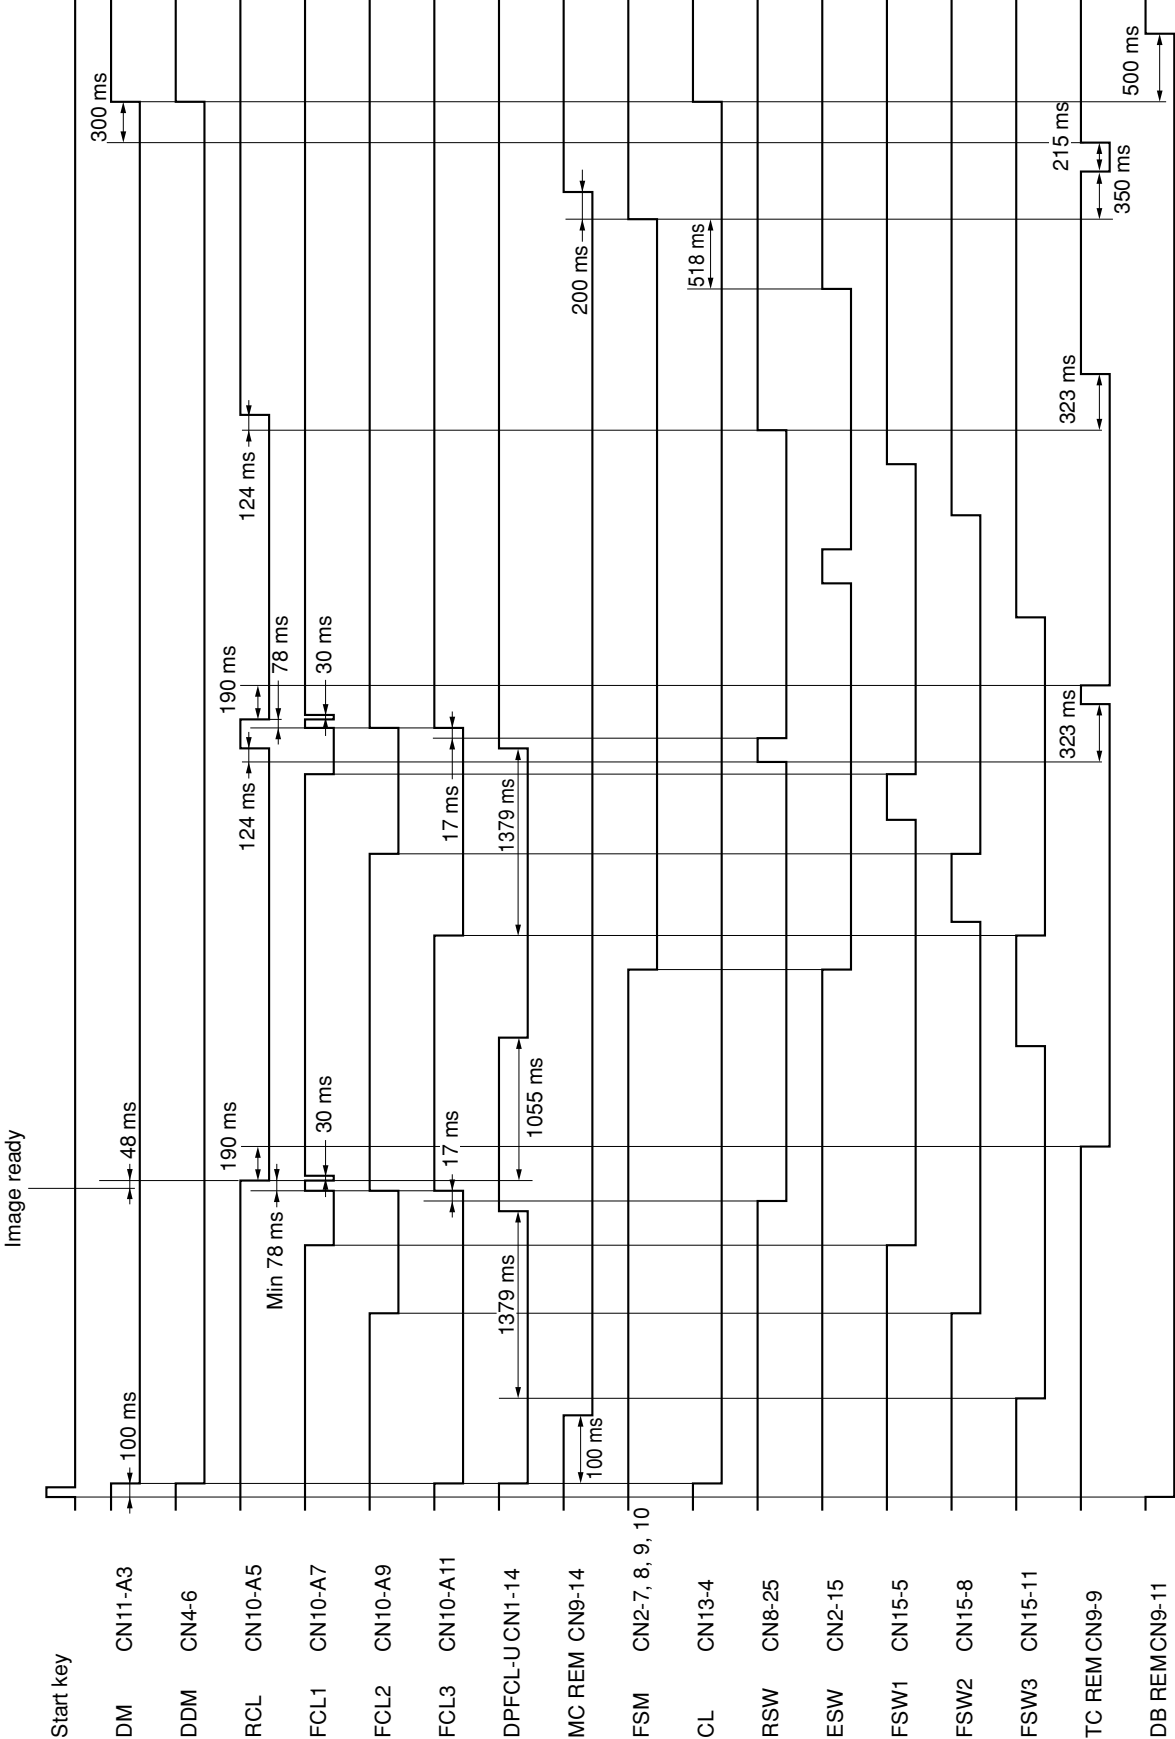 Image ready
Start key
DM CN11-A3
100 ms
48 ms
300 ms
DDM CN4-6
RCL CN10-A5
190 ms
124 ms
190 ms
124 ms
FCL1 CN10-A7
Min 78 ms
30 ms
78 ms
30 ms
FCL2 CN10-A9
FCL3 CN10-A11
17 ms
17 ms
DPFCL-U CN1-14
1379 ms
1055 ms
1379 ms
MC REM CN9-14
100 ms
200 ms
FSM CN2-7, 8, 9, 10
CL CN13-4
518 ms
RSW CN8-25
ESW CN2-15
FSW1 CN15-5
FSW2 CN15-8
FSW3 CN15-11
TC REM CN9-9
323 ms
323 ms
350 ms
215 ms
DB REM CN9-11
500 ms